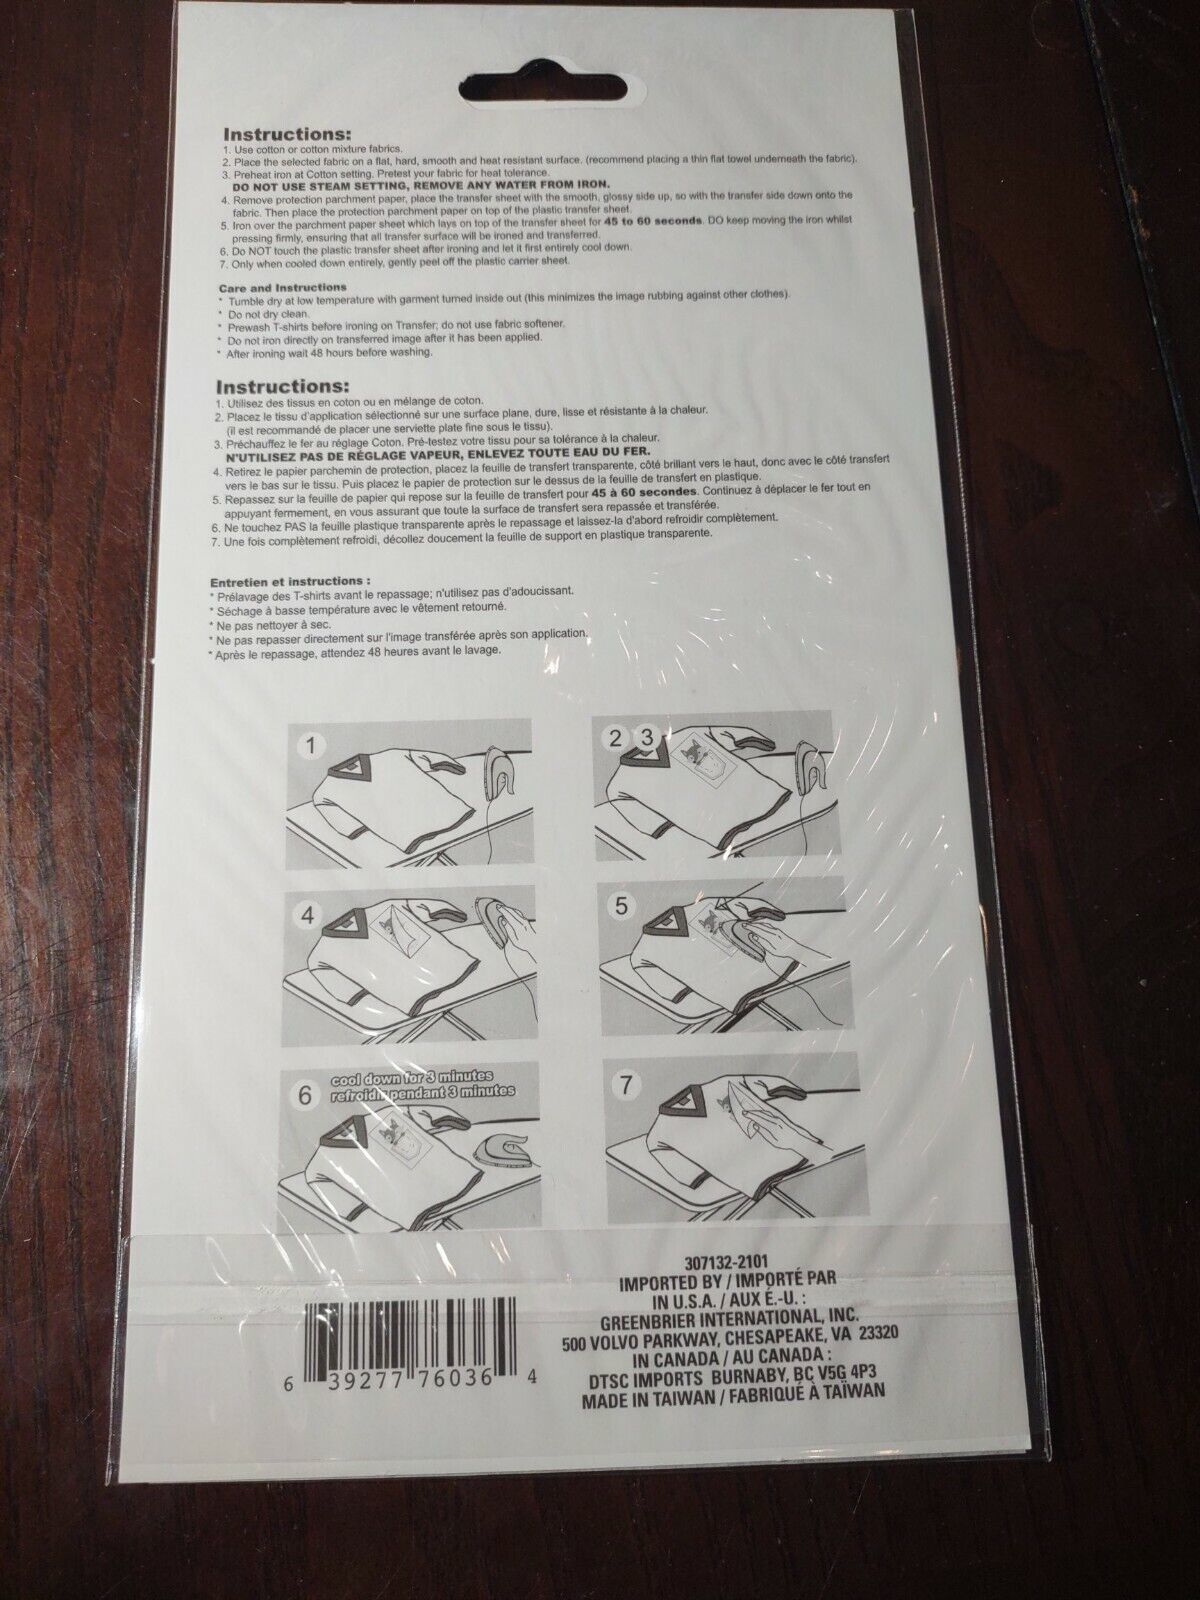 Instructions:
1. Use cotton or cotton mixture fabrics.
2. Place the selected fabric on a flat, hard, smooth and heat resistant surface. (recommend placing a thin flat towel underneath the fabric).
3. Preheat iron at Cotton setting. Pretest your fabric for heat tolerance.
DO NOT USE STEAM SETTING, REMOVE ANY WATER FROM IRON.
4. Remove protection parchment paper, place the transfer sheet with the smooth, glossy side up, so with the transfer side down onto the
fabric. Then place the protection parchment paper on top of the plastic transfer sheet.
5. Iron over the parchment paper sheet which lays on top of the transfer sheet for 45 to 60 seconds. DO keep moving the iron whilst
pressing firmly, ensuring that all transfer surface will be ironed and transferred.
6. Do NOT touch the plastic transfer sheet after ironing and let it first entirely cool down.
7. Only when cooled down entirely, gently peel off the plastic carrier sheet.
Care and Instructions
* Tumble dry at low temperature with garment turned inside out (this minimizes the image rubbing against other clothes).
* Do not dry clean.
* Prewash T-shirts before ironing on Transfer; do not use fabric softener.
* Do not iron directly on transferred image after it has been applied.
* After ironing wait 48 hours before washing.
Instructions:
1. Utilisez des tissus en coton ou en mélange de coton.
2. Placez le tissu d'application sélectionné sur une surface plane, dure, lisse et résistante à la chaleur.
(il est recommandé de placer une serviette plate fine sous le tissu).
3. Préchauffez le fer au réglage Coton. Pré-testez votre tissu pour sa tolérance à la chaleur.
N'UTILISEZ PAS DE RÉGLAGE VAPEUR, ENLEVEZ TOUTE EAU DU FER.
4. Retirez le papier parchemin de protection, placez la feuille de transfert transparente, côté brillant vers le haut, donc avec le côté transfert
vers le bas sur le tissu. Puis placez le papier de protection sur le dessus de la feuille de transfert en plastique.
5. Repassez sur la feuille de papier qui repose sur la feuille de transfert pour 45 à 60 secondes. Continuez à déplacer le fer tout en
appuyant fermement, en vous assurant que toute la surface de transfert sera repassée et transférée.
6. Ne touchez PAS la feuille plastique transparente après le repassage et laissez-la d'abord refroidir complètement.
7. Une fois complètement refroidi, décollez doucement la feuille de support en plastique transparente.
Entretien et instructions :
* Prélavage des T-shirts avant le repassage; n'utilisez pas d'adoucissant.
* Séchage à basse température avec le vêtement retourné.
* Ne pas nettoyer à sec.
* Ne pas repasser directement sur l'image transférée après son application.
* Après le repassage, attendez 48 heures avant le lavage.
1
2 3
4
5
6 cool down for 3 minutes
refroidir pendant 3 minutes
7
307132-2101
IMPORTED BY / IMPORTÉ PAR
IN U.S.A. / AUX É.-U. :
GREENBRIER INTERNATIONAL, INC.
500 VOLVO PARKWAY, CHESAPEAKE, VA 23320
IN CANADA / AU CANADA :
DTSC IMPORTS BURNABY, BC V5G 4P3
MADE IN TAIWAN / FABRIQUÉ À TAÏWAN
6 39277 76036 4